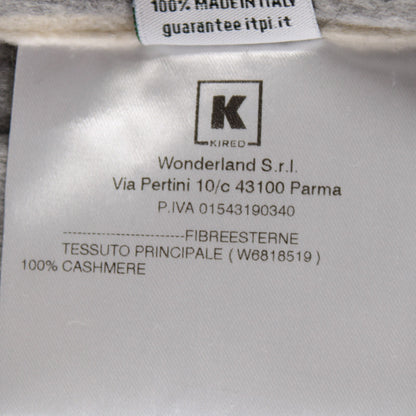 100% MADE IN ITALY
guarantee itpi.it
K
KIRED
Wonderland S.r.l.
Via Pertini 10/c 43100 Parma
P.IVA 01543190340
------------------------------FIBREESTERNE
TESSUTO PRINCIPALE ( W6818519 )
100% CASHMERE